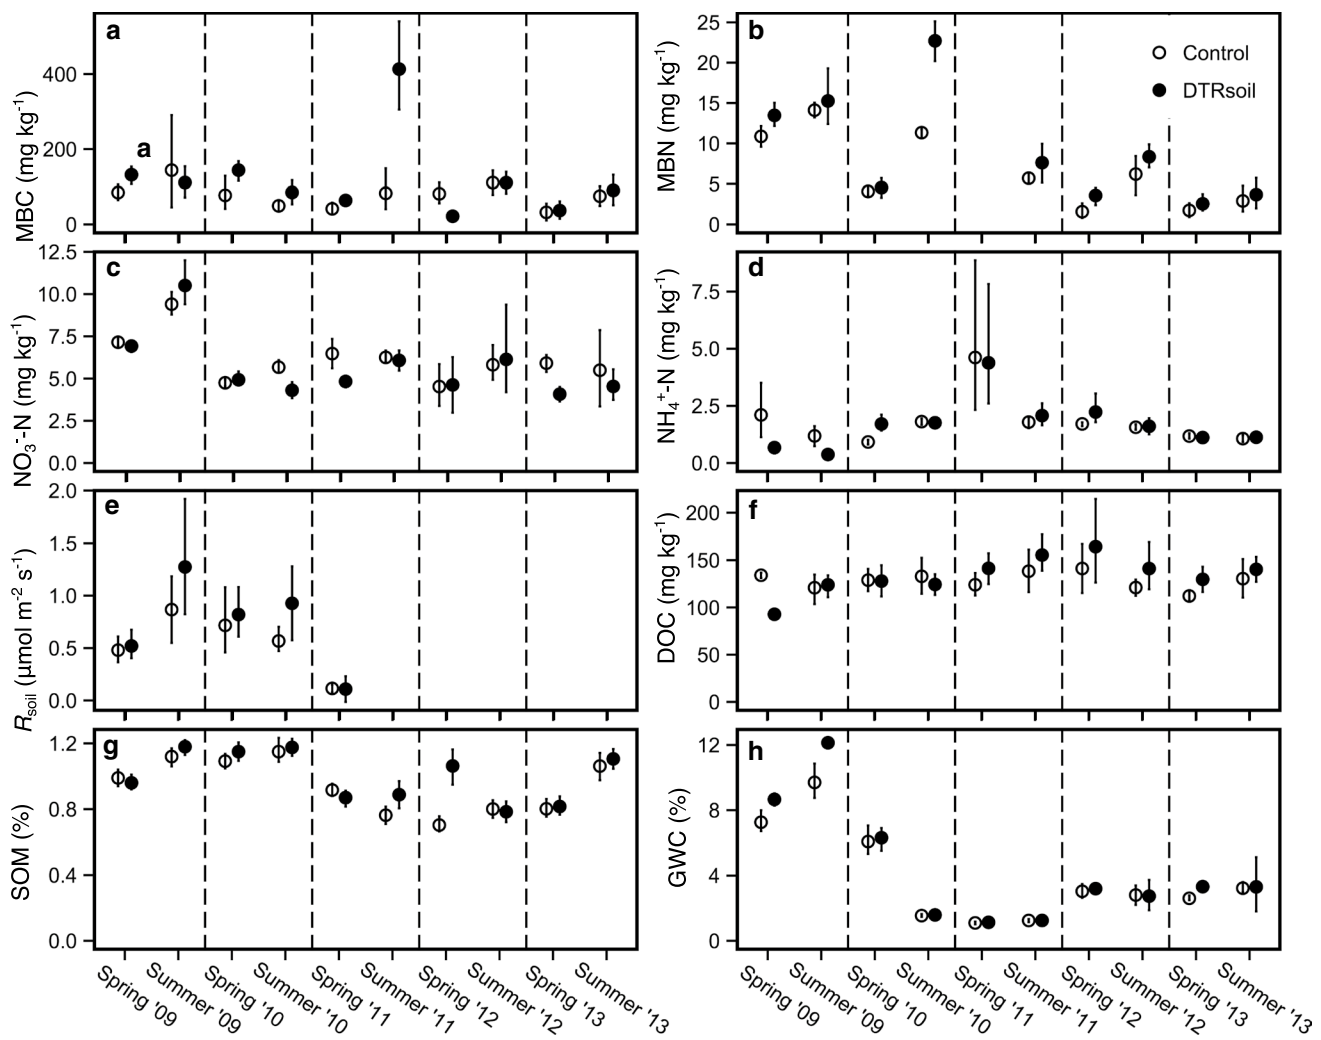 a
MBC (mg kg⁻¹)
400
200
0
a
b
MBN (mg kg⁻¹)
25
20
15
10
5
0
Control
DTRsoil
c
NO₃⁻-N (mg kg⁻¹)
12.5
10.0
7.5
5.0
2.5
0.0
d
NH₄⁺-N (mg kg⁻¹)
7.5
5.0
2.5
0.0
e
Rsoil (µmol m⁻² s⁻¹)
2.0
1.5
1.0
0.5
0.0
f
DOC (mg kg⁻¹)
200
150
100
50
0
g
SOM (%)
1.2
0.8
0.4
0.0
h
GWC (%)
12
8
4
0
Spring '09
Summer '09
Spring '10
Summer '10
Spring '11
Summer '11
Spring '12
Summer '12
Spring '13
Summer '13
Spring '09
Summer '09
Spring '10
Summer '10
Spring '11
Summer '11
Spring '12
Summer '12
Spring '13
Summer '13